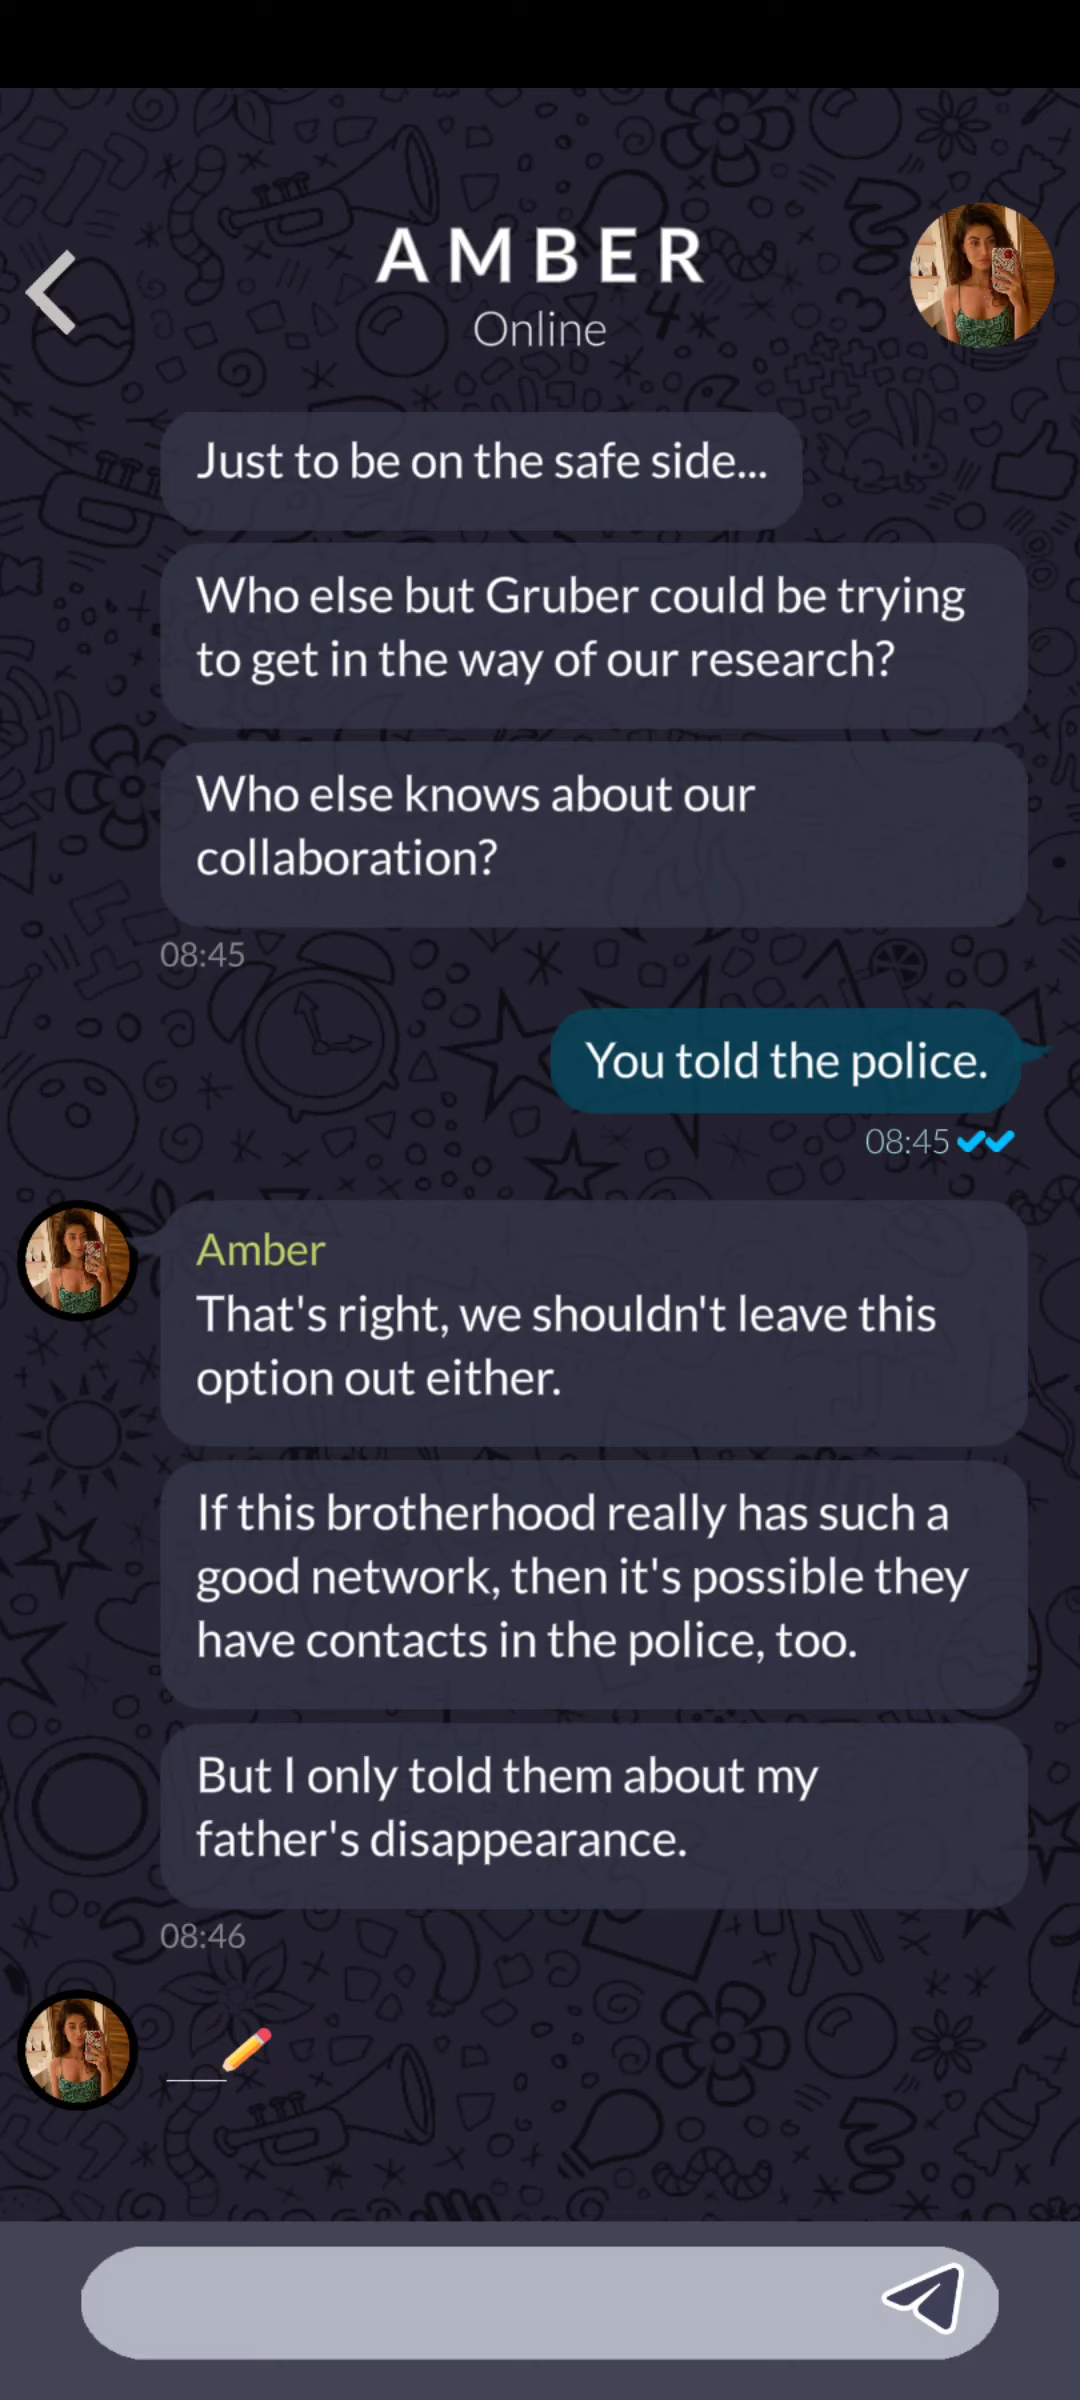 AMBER
Online
Just to be on the safe side...
Who else but Gruber could be trying
to get in the way of our research?
Who else knows about our
collaboration?
08:45
You told the police.
08:45
Amber
That's right, we shouldn't leave this
option out either.
If this brotherhood really has such a
good network, then it's possible they
have contacts in the police, too.
But I only told them about my
father's disappearance.
08:46